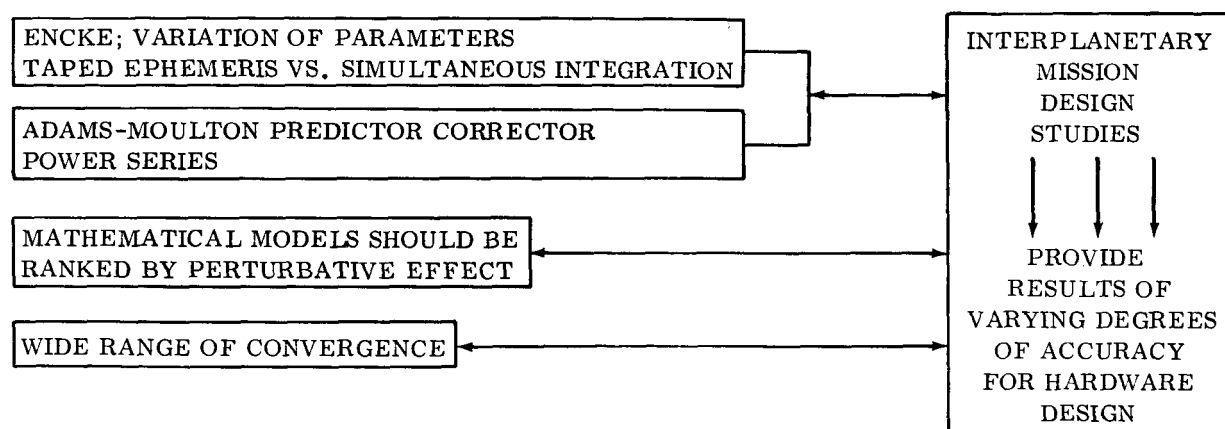 ENCKE; VARIATION OF PARAMETERS
TAPED EPHEMERIS VS. SIMULTANEOUS INTEGRATION
ADAMS-MOULTON PREDICTOR CORRECTOR
POWER SERIES
MATHEMATICAL MODELS SHOULD BE
RANKED BY PERTURBATIVE EFFECT
WIDE RANGE OF CONVERGENCE
INTERPLANETARY
MISSION
DESIGN
STUDIES
PROVIDE
RESULTS OF
VARYING DEGREES
OF ACCURACY
FOR HARDWARE
DESIGN